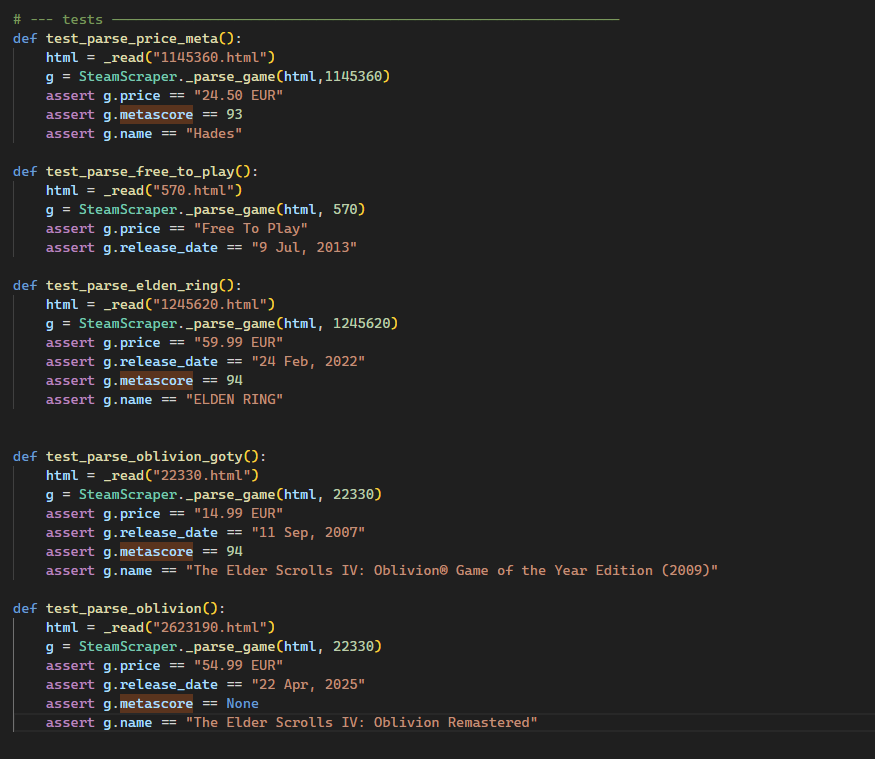 # --- tests ──────────────────────────────────────────────────────────────
def test_parse_price_meta():
    html = _read("1145360.html")
    g = SteamScraper._parse_game(html,1145360)
    assert g.price == "24.50 EUR"
    assert g.metascore == 93
    assert g.name == "Hades"

def test_parse_free_to_play():
    html = _read("570.html")
    g = SteamScraper._parse_game(html, 570)
    assert g.price == "Free To Play"
    assert g.release_date == "9 Jul, 2013"

def test_parse_elden_ring():
    html = _read("1245620.html")
    g = SteamScraper._parse_game(html, 1245620)
    assert g.price == "59.99 EUR"
    assert g.release_date == "24 Feb, 2022"
    assert g.metascore == 94
    assert g.name == "ELDEN RING"


def test_parse_oblivion_goty():
    html = _read("22330.html")
    g = SteamScraper._parse_game(html, 22330)
    assert g.price == "14.99 EUR"
    assert g.release_date == "11 Sep, 2007"
    assert g.metascore == 94
    assert g.name == "The Elder Scrolls IV: Oblivion® Game of the Year Edition (2009)"

def test_parse_oblivion():
    html = _read("2623190.html")
    g = SteamScraper._parse_game(html, 22330)
    assert g.price == "54.99 EUR"
    assert g.release_date == "22 Apr, 2025"
    assert g.metascore == None
    assert g.name == "The Elder Scrolls IV: Oblivion Remastered"